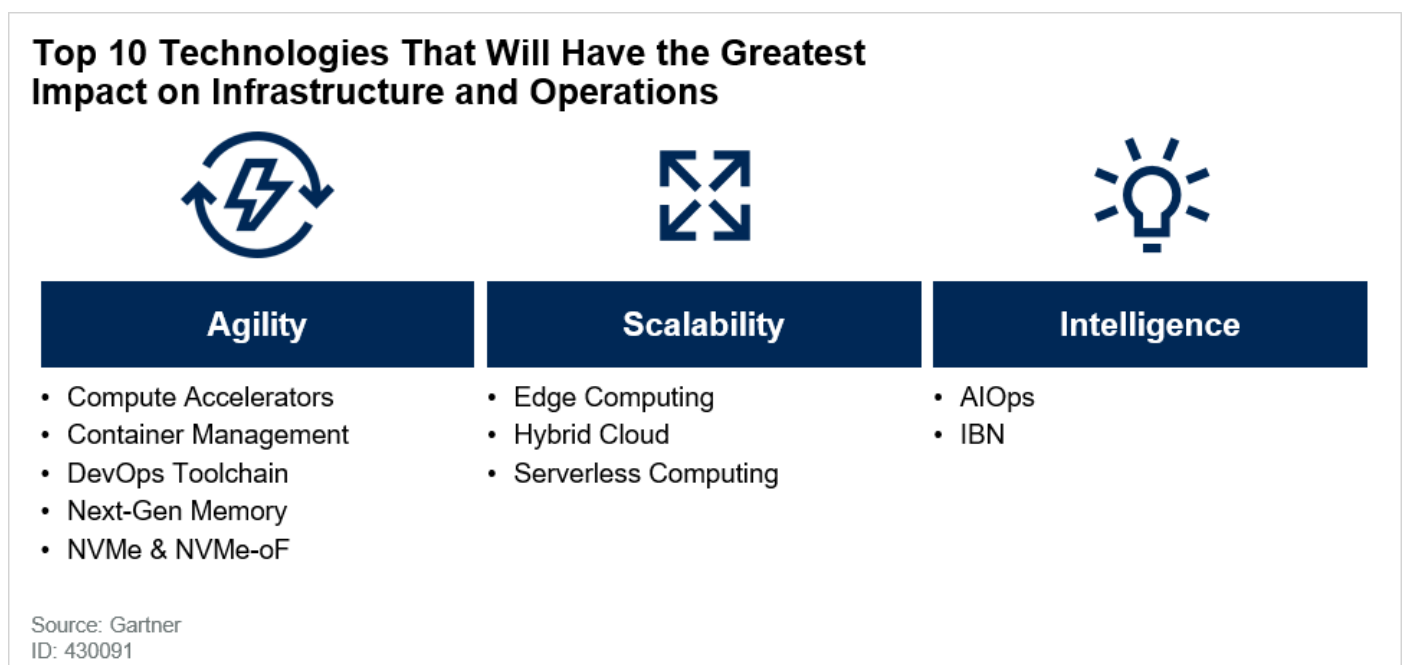 Top 10 Technologies That Will Have the Greatest
Impact on Infrastructure and Operations
Agility
• Compute Accelerators
• Container Management
• DevOps Toolchain
• Next-Gen Memory
• NVMe & NVMe-oF
Scalability
• Edge Computing
• Hybrid Cloud
• Serverless Computing
Intelligence
• AIOps
• IBN
Source: Gartner
ID: 430091